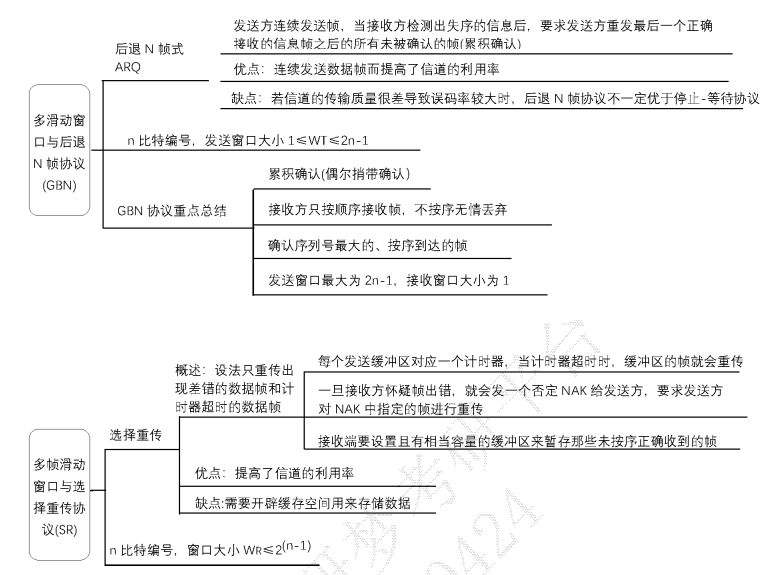 发送方连续发送帧，当接收方检测出失序的信息后，要求发送方重发最后一个正确
接收的信息帧之后的所有未被确认的帧(累积确认)
后退 N 帧式
ARQ
优点：连续发送数据帧而提高了信道的利用率
缺点：若信道的传输质量很差导致误码率较大时，后退 N 帧协议不一定优于停止-等待协议
多滑动窗
口与后退
N 帧协议
(GBN)
n 比特编号，发送窗口大小 1≤WT≤2n-1
GBN 协议重点总结
累积确认(偶尔捎带确认)
接收方只按顺序接收帧，不按序无情丢弃
确认序列号最大的、按序到达的帧
发送窗口最大为 2n-1，接收窗口大小为 1
概述：设法只重传出
现差错的数据帧和计
时器超时的数据帧
每个发送缓冲区对应一个计时器，当计时器超时时，缓冲区的帧就会重传
一旦接收方怀疑帧出错，就会发一个否定 NAK 给发送方，要求发送方
对 NAK 中指定的帧进行重传
接收端要设置且有相当容量的缓冲区来暂存那些未按序正确收到的帧
选择重传
优点：提高了信道的利用率
缺点:需要开辟缓存空间用来存储数据
多帧滑动
窗口与选
择重传协
议(SR)
n 比特编号，窗口大小 WR≤2^(n-1)
研梦考研平台
0424